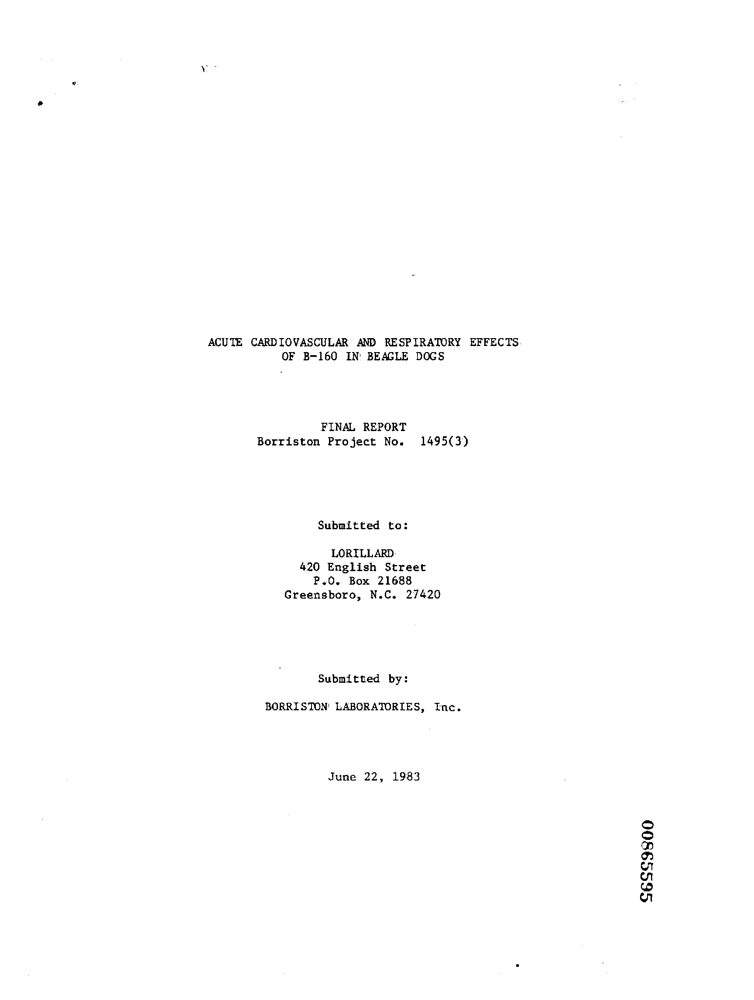 ACUTE CARDIOVASCULAR AND RESPIRATORY EFFECTS
OF B-160 IN BEAGLE DOGS
FINAL REPORT
Borriston Project No. 1495(3)
Submitted to:
LORILLARD
420 English Street
P.O. Box 21688
Greensboro, N.C. 27420
Submitted by:
BORRISTON LABORATORIES, Inc.
June 22, 1983
00865595